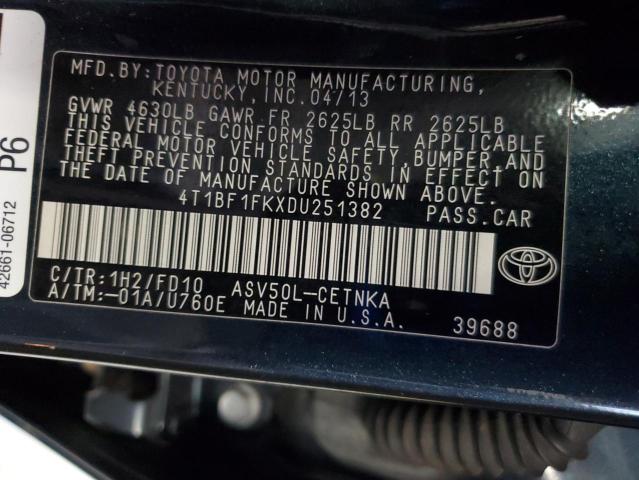 MFD.BY: TOYOTA MOTOR MANUFACTURING,
KENTUCKY, INC. 04/13
GVWR 4630LB GAWR FR 2625LB RR 2625LB
THIS VEHICLE CONFORMS TO ALL APPLICABLE
FEDERAL MOTOR VEHICLE SAFETY, BUMPER, AND
THEFT PREVENTION STANDARDS IN EFFECT ON
THE DATE OF MANUFACTURE SHOWN ABOVE.
4T1BF1FKXDU251382 PASS.CAR
C/TR:1H2/FD10 ASV50L-CETNKA
A/TM:-01A/U760E MADE IN U.S.A. 39688
P6
42661-06712